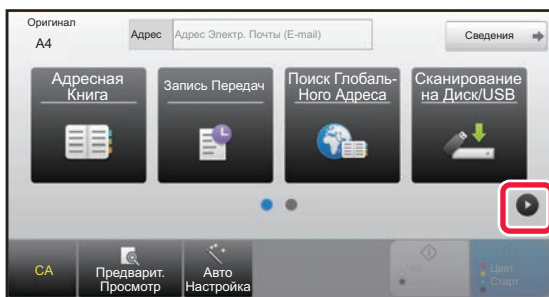 Оригинал
A4
Адрес
Адрес Электр. Почты (E-mail)
Сведения
Адресная
Книга
Запись Передач
Поиск Глобаль-
Ного Адреса
Сканирование
на Диск/USB
CA
Предварит.
Просмотр
Авто
Настройка
Ч/Б
Старт
Цвет
Старт